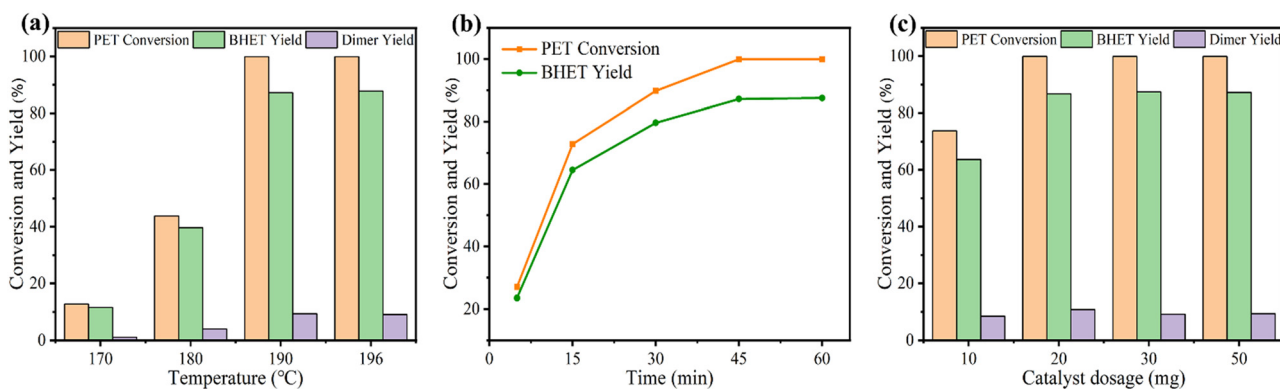 (a)
PET Conversion BHET Yield Dimer Yield
100
80
60
40
20
0
Conversion and Yield (%)
170 180 190 196
Temperature (℃)
(b)
PET Conversion
BHET Yield
100
80
60
40
20
Conversion and Yield (%)
0 15 30 45 60
Time (min)
(c)
PET Conversion BHET Yield Dimer Yield
100
80
60
40
20
0
Conversion and Yield (%)
10 20 30 50
Catalyst dosage (mg)